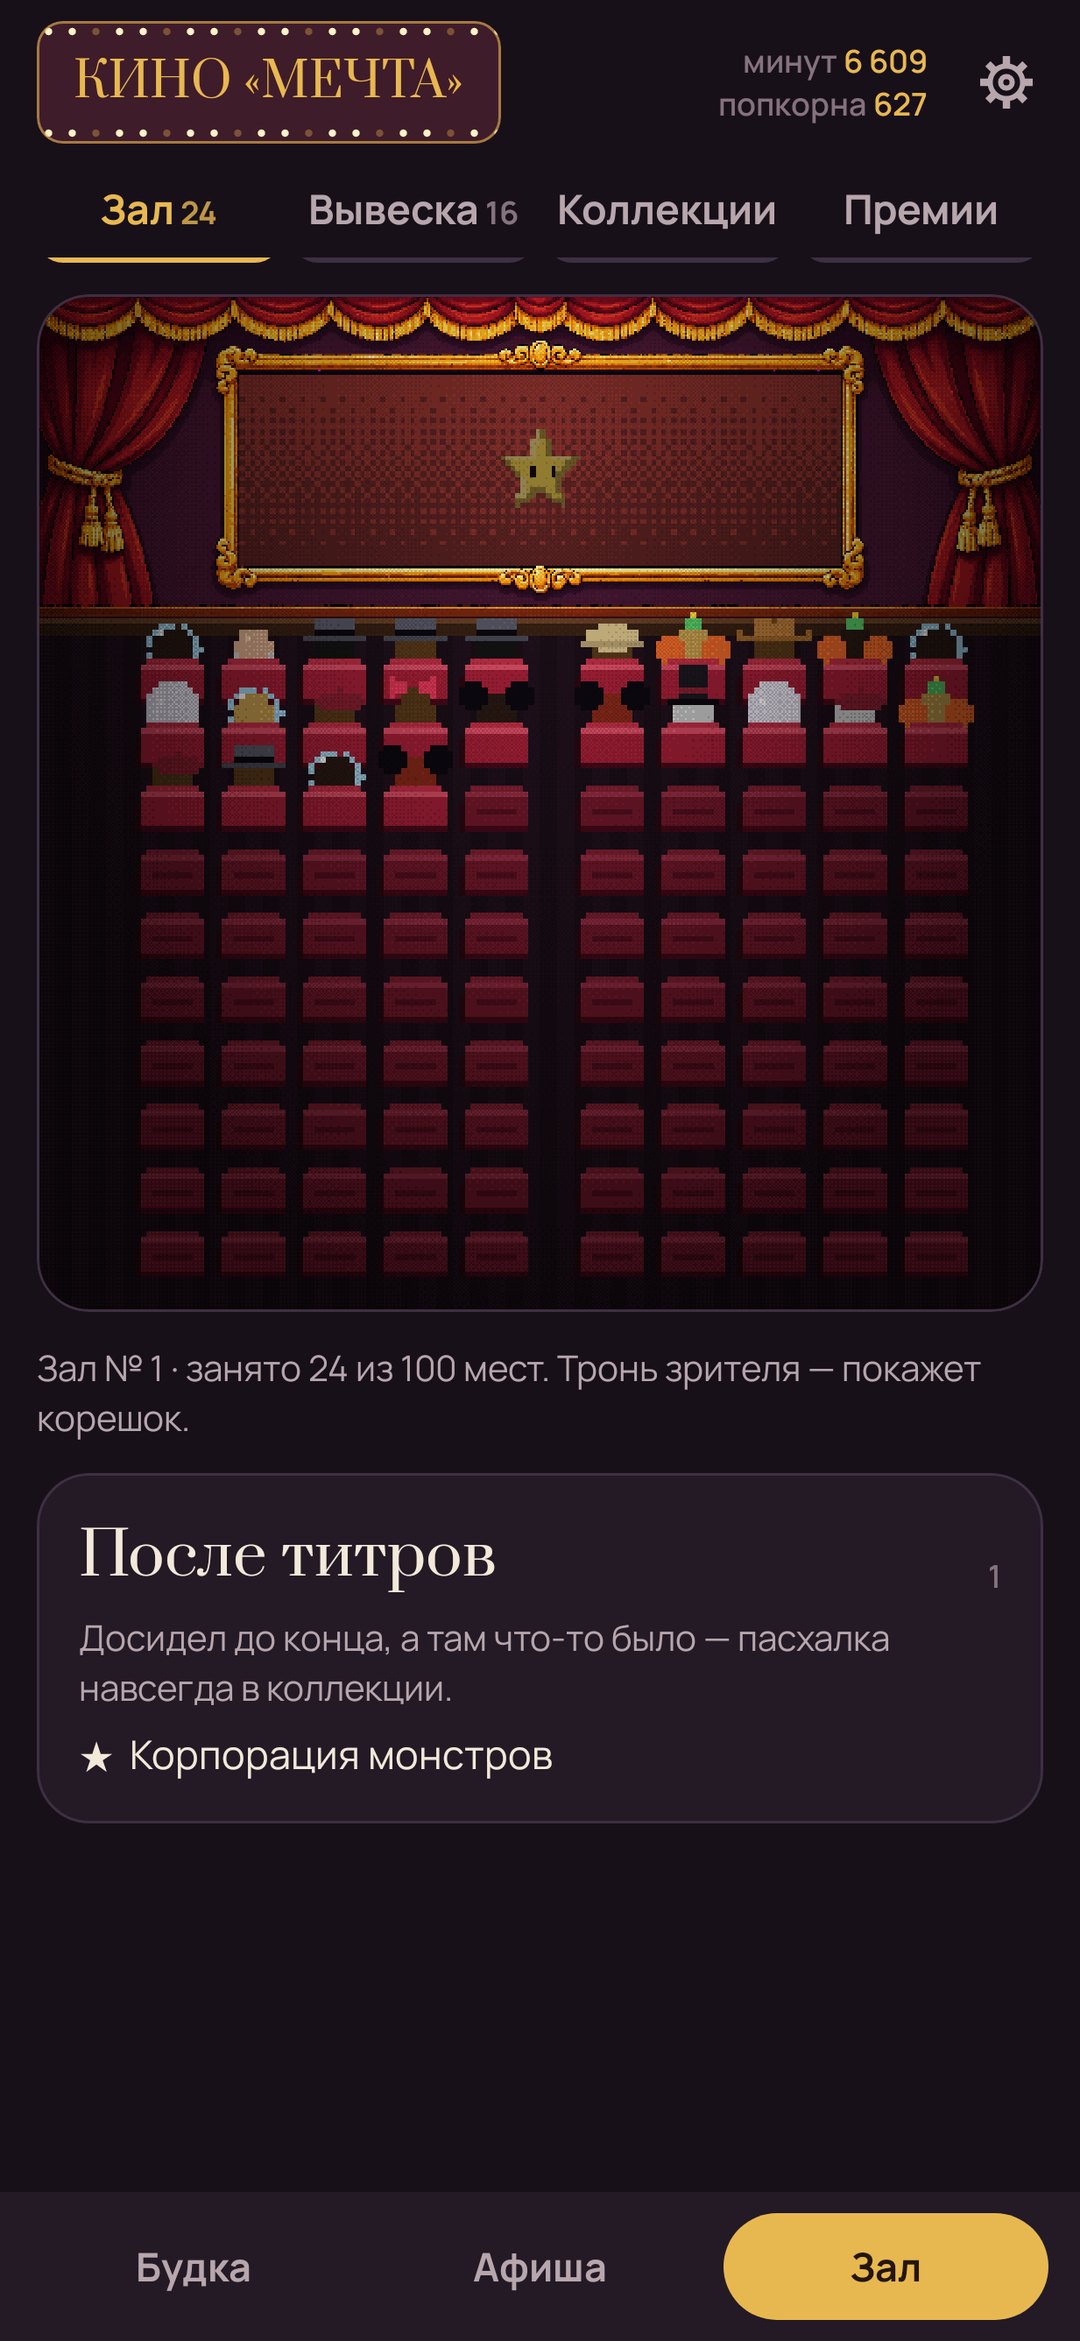 КИНО «МЕЧТА»
минут 6 609
попкорна 627
Зал 24
Вывеска 16
Коллекции
Премии
Зал № 1 · занято 24 из 100 мест. Тронь зрителя — покажет
корешок.
После титров
1
Досидел до конца, а там что-то было — пасхалка
навсегда в коллекции.
★ Корпорация монстров
Будка
Афиша
Зал